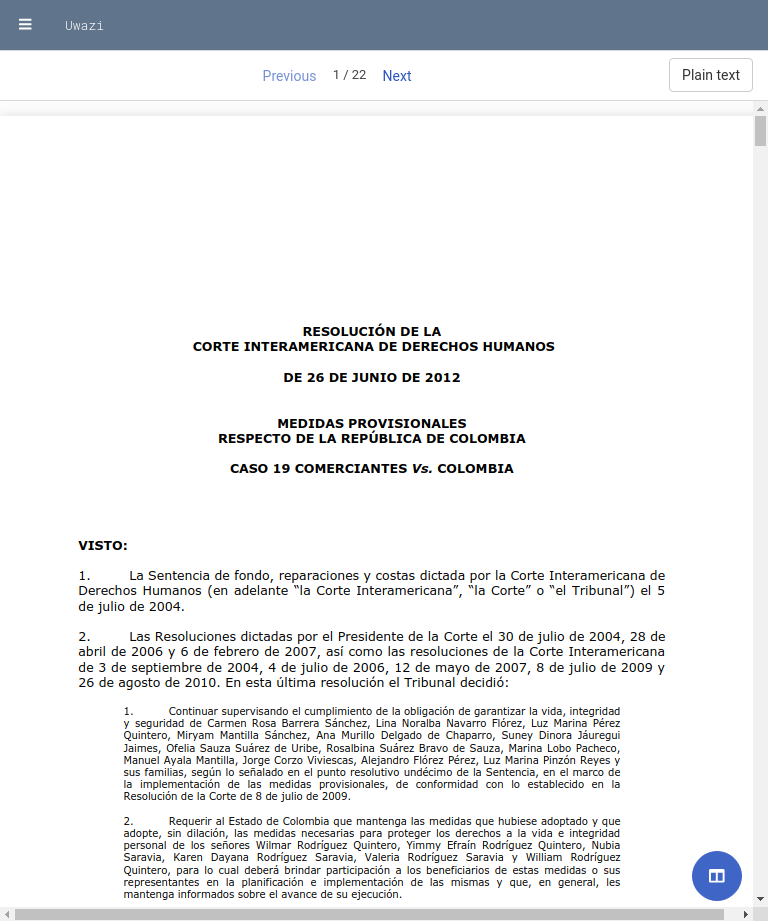 Uwazi
Previous 1 / 22 Next
Plain text
RESOLUCIÓN DE LA
CORTE INTERAMERICANA DE DERECHOS HUMANOS
DE 26 DE JUNIO DE 2012
MEDIDAS PROVISIONALES
RESPECTO DE LA REPÚBLICA DE COLOMBIA
CASO 19 COMERCIANTES Vs. COLOMBIA
VISTO:
1. La Sentencia de fondo, reparaciones y costas dictada por la Corte Interamericana de
Derechos Humanos (en adelante “la Corte Interamericana”, “la Corte” o “el Tribunal”) el 5
de julio de 2004.
2. Las Resoluciones dictadas por el Presidente de la Corte el 30 de julio de 2004, 28 de
abril de 2006 y 6 de febrero de 2007, así como las resoluciones de la Corte Interamericana
de 3 de septiembre de 2004, 4 de julio de 2006, 12 de mayo de 2007, 8 de julio de 2009 y
26 de agosto de 2010. En esta última resolución el Tribunal decidió:
1. Continuar supervisando el cumplimiento de la obligación de garantizar la vida, integridad
y seguridad de Carmen Rosa Barrera Sánchez, Lina Noralba Navarro Flórez, Luz Marina Pérez
Quintero, Miryam Mantilla Sánchez, Ana Murillo Delgado de Chaparro, Suney Dinora Jáuregui
Jaimes, Ofelia Sauza Suárez de Uribe, Rosalbina Suárez Bravo de Sauza, Marina Lobo Pacheco,
Manuel Ayala Mantilla, Jorge Corzo Viviescas, Alejandro Flórez Pérez, Luz Marina Pinzón Reyes y
sus familias, según lo señalado en el punto resolutivo undécimo de la Sentencia, en el marco de
la implementación de las medidas provisionales, de conformidad con lo establecido en la
Resolución de la Corte de 8 de julio de 2009.
2. Requerir al Estado de Colombia que mantenga las medidas que hubiese adoptado y que
adopte, sin dilación, las medidas necesarias para proteger los derechos a la vida e integridad
personal de los señores Wilmar Rodríguez Quintero, Yimmy Efraín Rodríguez Quintero, Nubia
Saravia, Karen Dayana Rodríguez Saravia, Valeria Rodríguez Saravia y William Rodríguez
Quintero, para lo cual deberá brindar participación a los beneficiarios de estas medidas o sus
representantes en la planificación e implementación de las mismas y que, en general, les
mantenga informados sobre el avance de su ejecución.